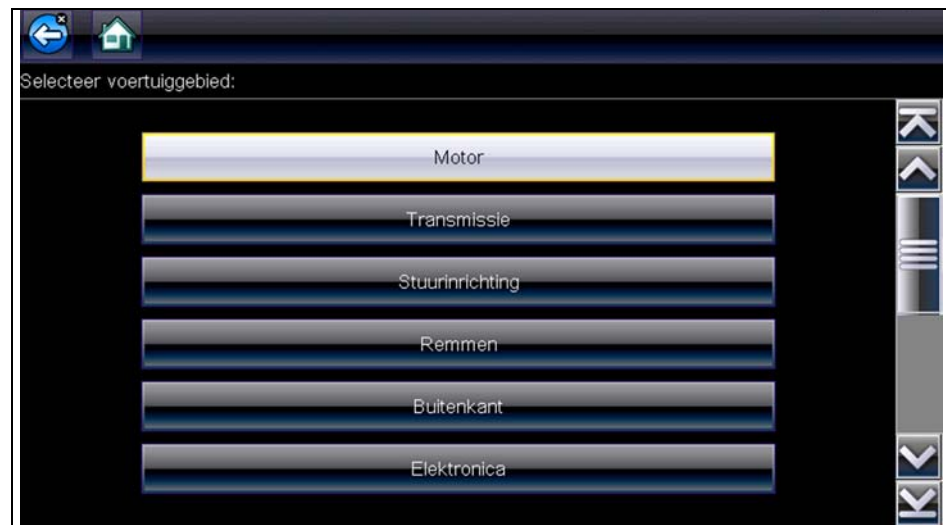 Selecteer voertuiggebied:
Motor
Transmissie
Stuurinrichting
Remmen
Buitenkant
Elektronica